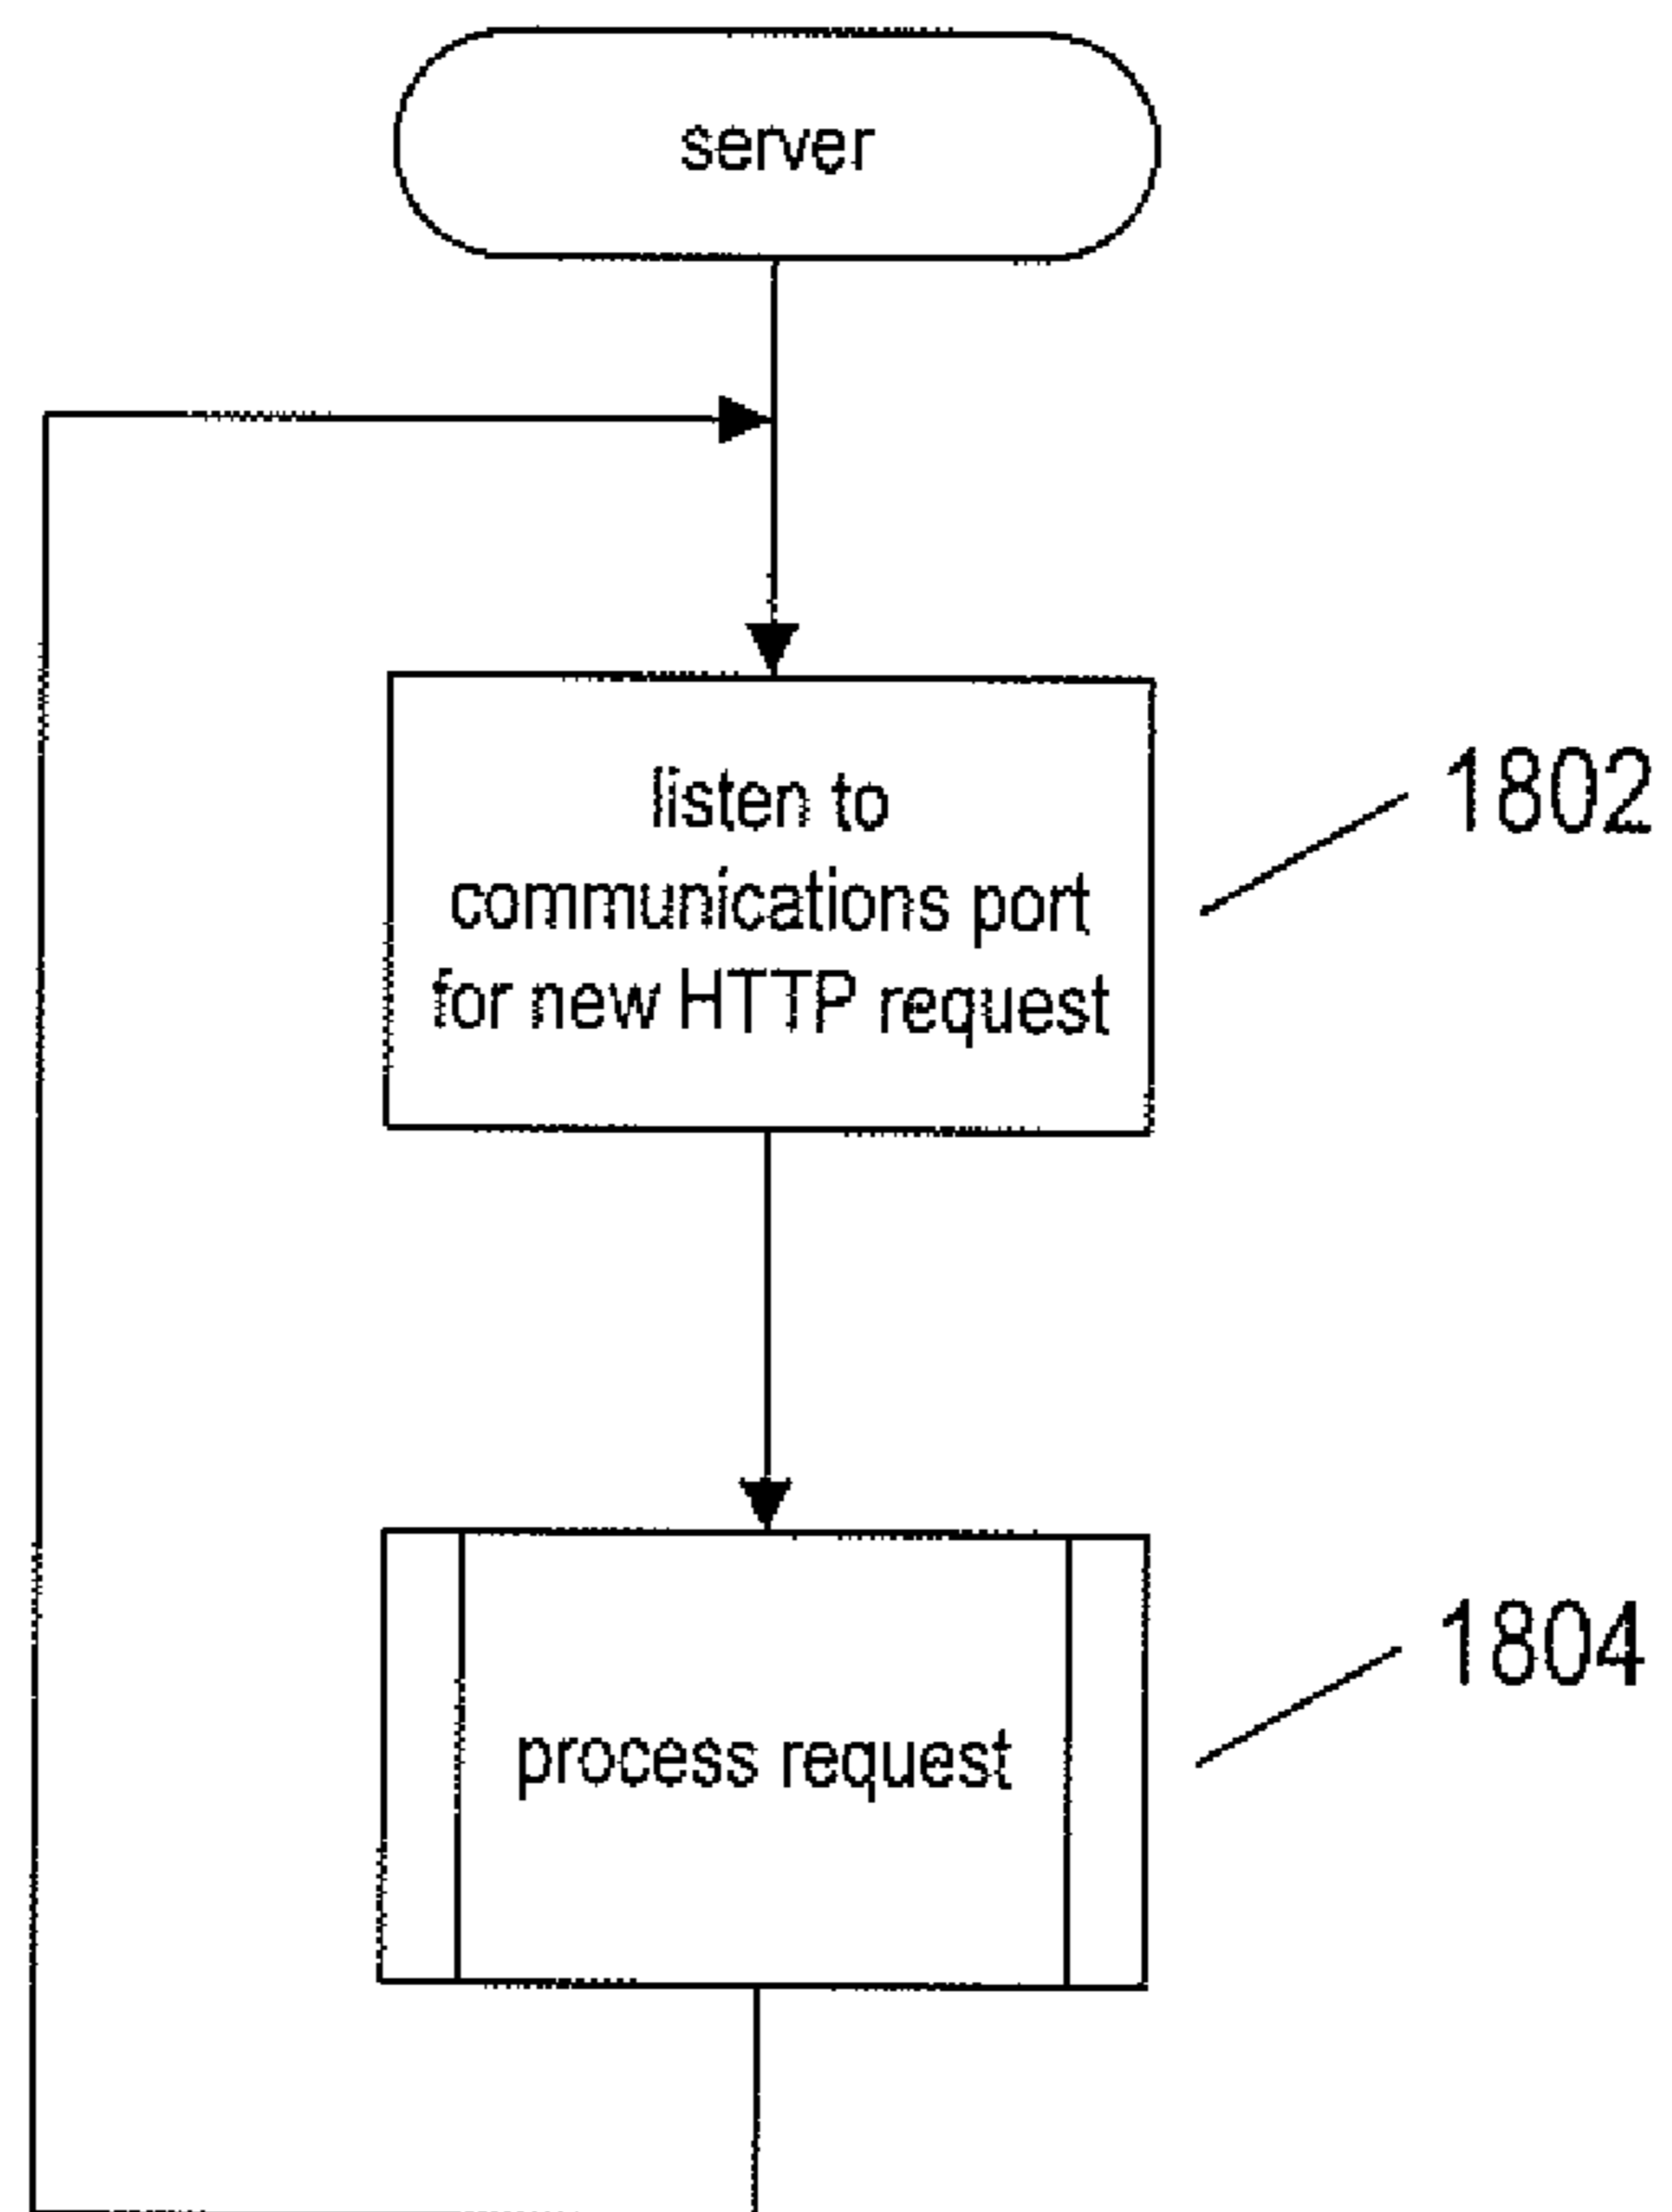 server
listen to
communications port
for new HTTP request
1802
process request
1804